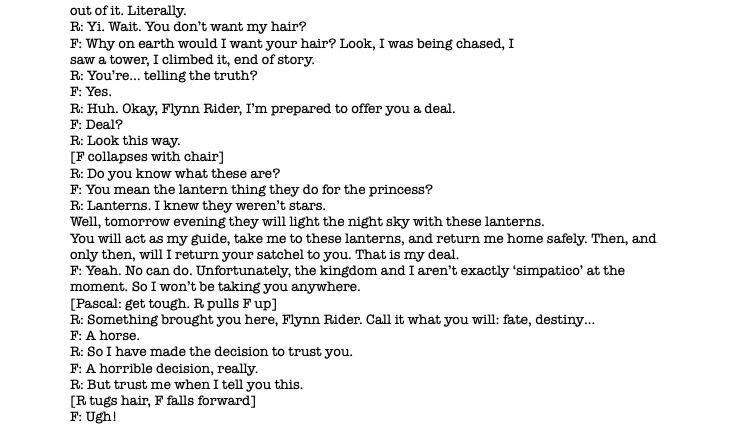 out of it. Literally.
R: Yi. Wait. You don’t want my hair?
F: Why on earth would I want your hair? Look, I was being chased, I
saw a tower, I climbed it, end of story.
R: You’re... telling the truth?
F: Yes.
R: Huh. Okay, Flynn Rider, I’m prepared to offer you a deal.
F: Deal?
R: Look this way.
[F collapses with chair]
R: Do you know what these are?
F: You mean the lantern thing they do for the princess?
R: Lanterns. I knew they weren’t stars.
Well, tomorrow evening they will light the night sky with these lanterns.
You will act as my guide, take me to these lanterns, and return me home safely. Then, and
only then, will I return your satchel to you. That is my deal.
F: Yeah. No can do. Unfortunately, the kingdom and I aren’t exactly ‘simpatico’ at the
moment. So I won’t be taking you anywhere.
[Pascal: get tough. R pulls F up]
R: Something brought you here, Flynn Rider. Call it what you will: fate, destiny...
F: A horse.
R: So I have made the decision to trust you.
F: A horrible decision, really.
R: But trust me when I tell you this.
[R tugs hair, F falls forward]
F: Ugh!